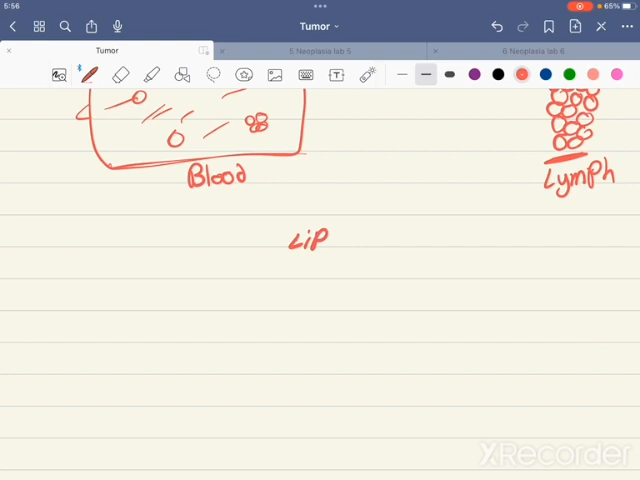 5:56
65%
Tumor
Tumor
5 Neoplasia lab 5
6 Neoplasia lab 6
Blood
Lymph
Lip
XRecorder